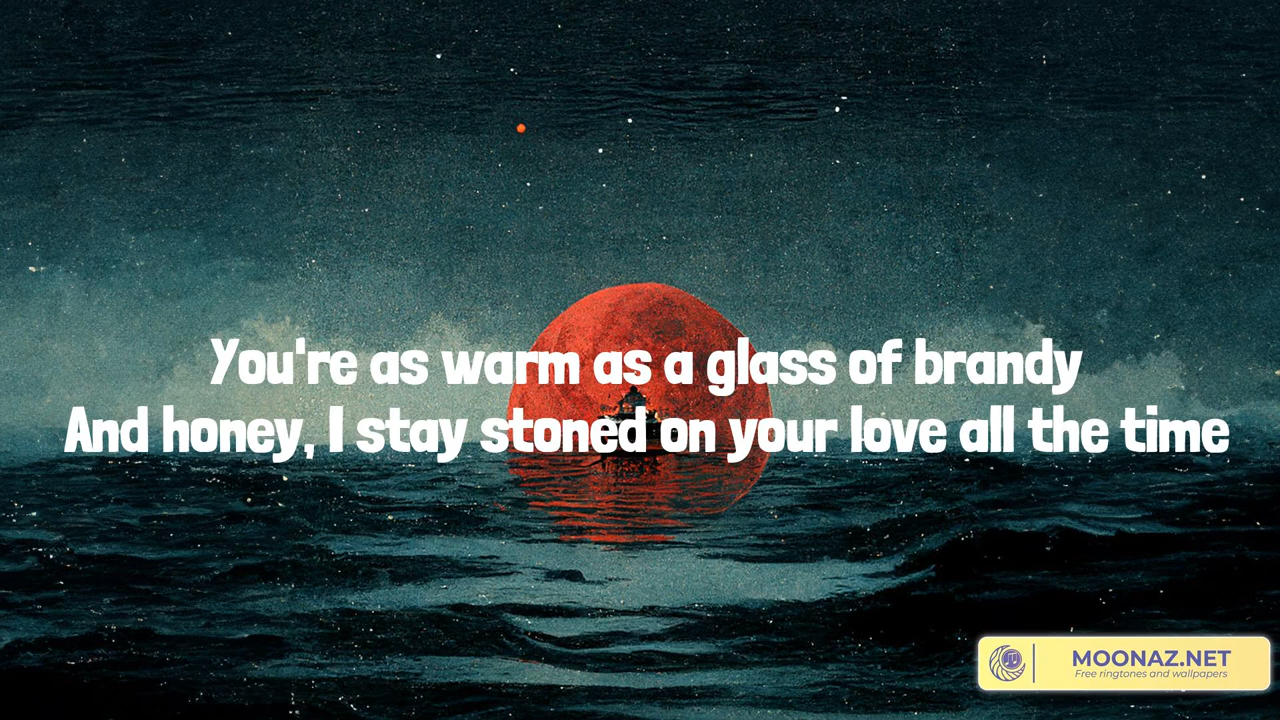 You're as warm as a glass of brandy
And honey, I stay stoned on your love all the time
MOONAZ.NET
Free ringtones and wallpapers